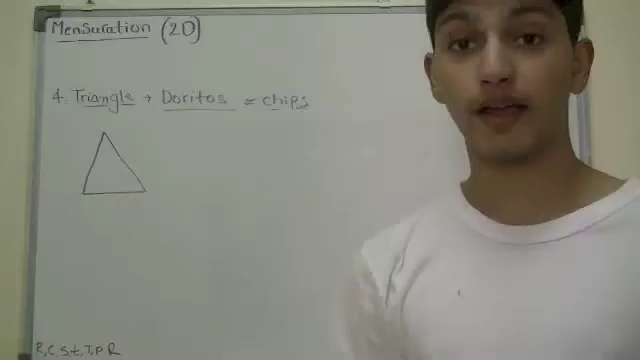 Mensuration (2D)
4. Triangle → Doritos = chips
R, C, S, t, T, P R